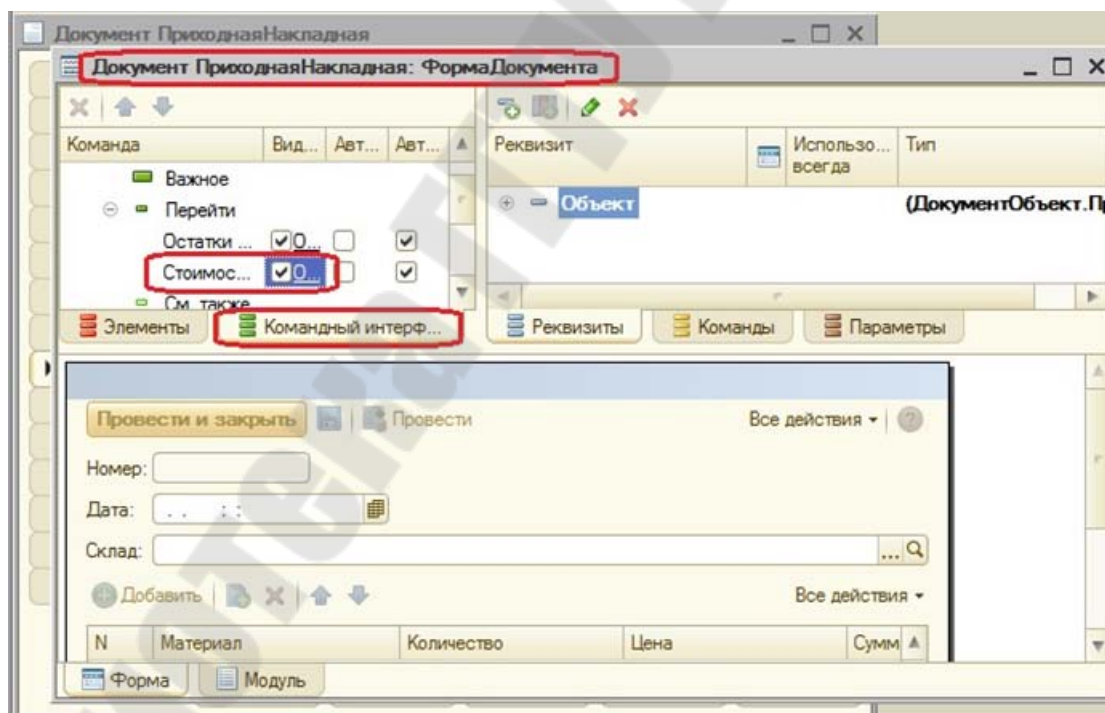 Документ ПриходнаяНакладная
Документ ПриходнаяНакладная: ФормаДокумента
Команда Вид... Авт... Авт...
Важное
Перейти
Остатки ... О...
Стоимос... О...
См. также
Элементы Командный интерф...
Реквизит Использо... всегда Тип
Объект (ДокументОбъект.Пр
Реквизиты Команды Параметры
Провести и закрыть Провести Все действия
Номер:
Дата: . . : :
Склад: ...
Добавить Все действия
N Материал Количество Цена Сумм
Форма Модуль